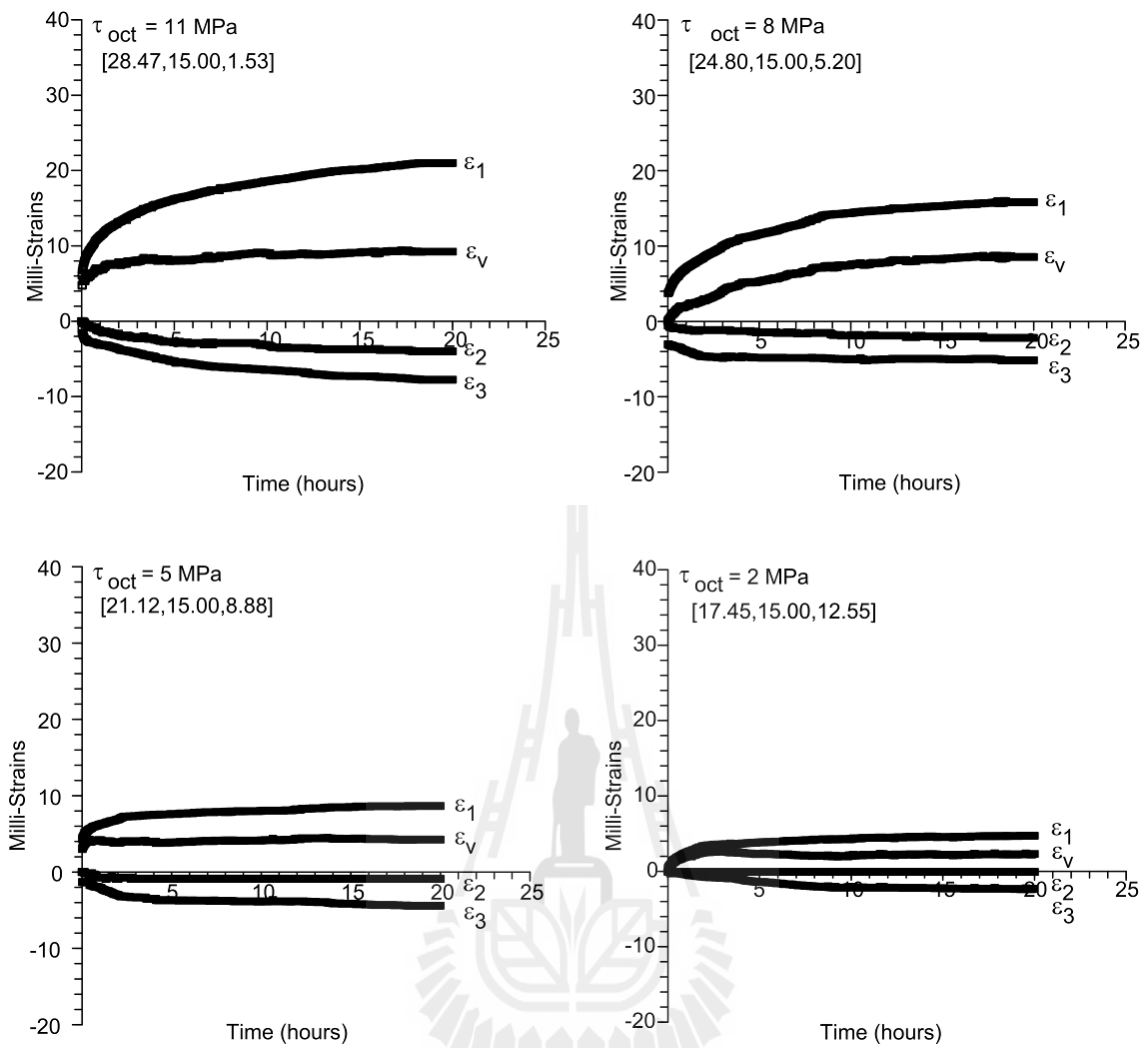 τ oct = 11 MPa
[28.47,15.00,1.53]
40
30
20
10
0
-10
-20
5
10
15
20
25
ε1
εv
ε2
ε3
Milli-Strains
Time (hours)
τ oct = 8 MPa
[24.80,15.00,5.20]
40
30
20
10
0
-10
-20
5
10
15
20
25
ε1
εv
ε2
ε3
Milli-Strains
Time (hours)
τ oct = 5 MPa
[21.12,15.00,8.88]
40
30
20
10
0
-10
-20
5
10
15
20
25
ε1
εv
ε2
ε3
Milli-Strains
Time (hours)
τ oct = 2 MPa
[17.45,15.00,12.55]
40
30
20
10
0
-10
-20
5
10
15
20
25
ε1
εv
ε2
ε3
Milli-Strains
Time (hours)